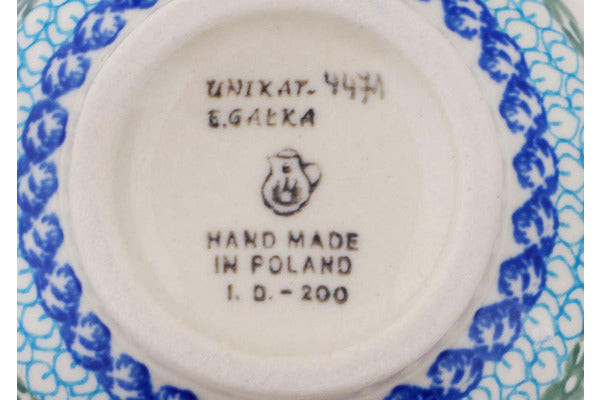 UNIKAT- 4471
E.GAŁKA
HAND MADE
IN POLAND
I. D. - 200